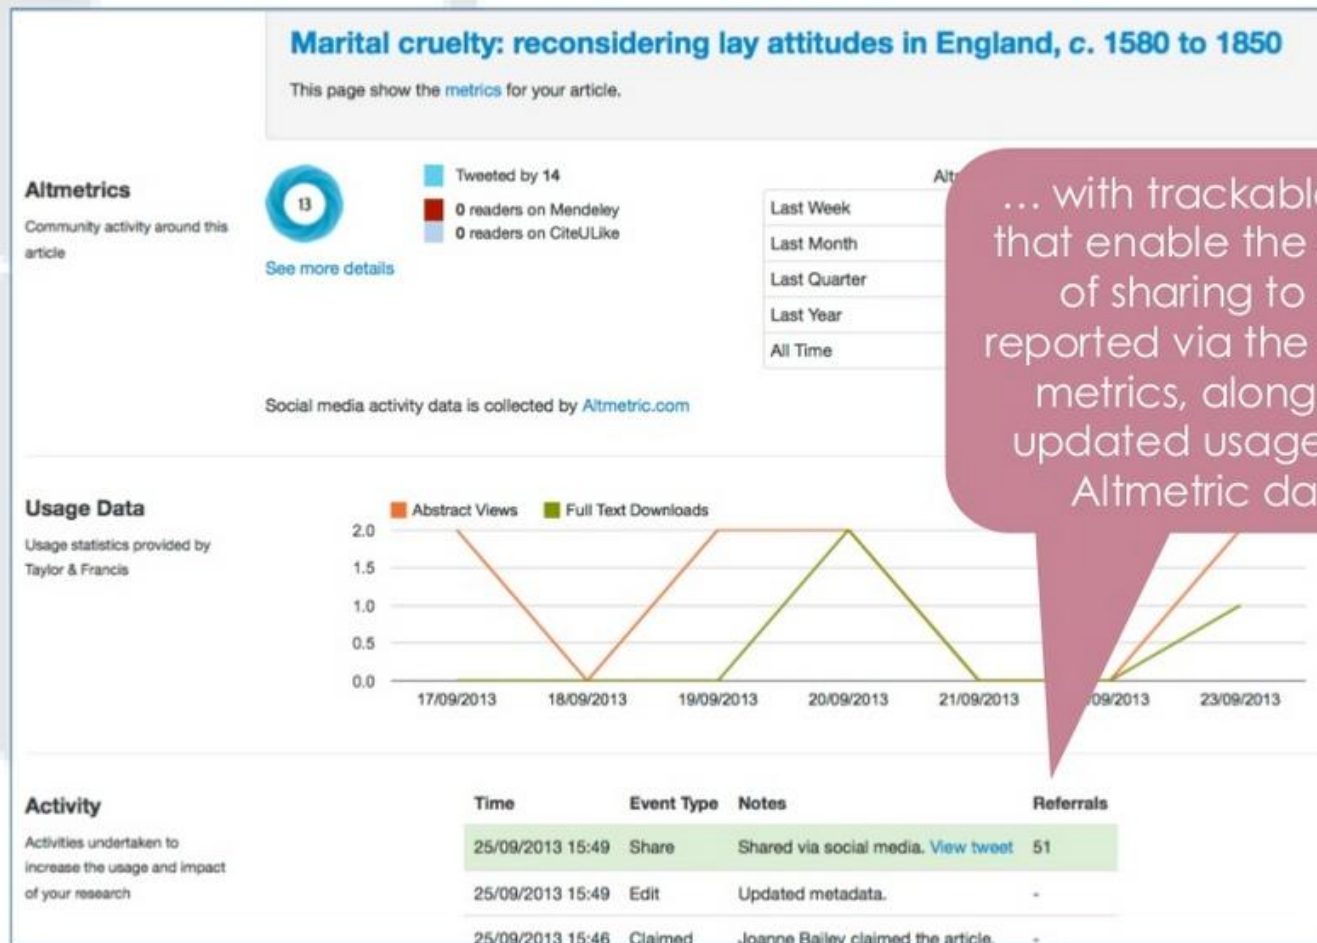 Marital cruelty: reconsidering lay attitudes in England, c. 1580 to 1850
This page show the metrics for your article.
Altmetrics
Community activity around this
article
13
See more details
Tweeted by 14
0 readers on Mendeley
0 readers on CiteULike
Last Week
Last Month
Last Quarter
Last Year
All Time
Social media activity data is collected by Altmetric.com
… with trackable
that enable the
of sharing to
reported via the
metrics, along
updated usage
Altmetric da
Usage Data
Usage statistics provided by
Taylor & Francis
Abstract Views Full Text Downloads
2.0
1.5
1.0
0.5
0.0
17/09/2013 18/09/2013 19/09/2013 20/09/2013 21/09/2013 /09/2013 23/09/2013
Activity
Activities undertaken to
increase the usage and impact
of your research
Time Event Type Notes Referrals
25/09/2013 15:49 Share Shared via social media. View tweet 51
25/09/2013 15:49 Edit Updated metadata. -
25/09/2013 15:46 Claimed Joanne Bailey claimed the article. -